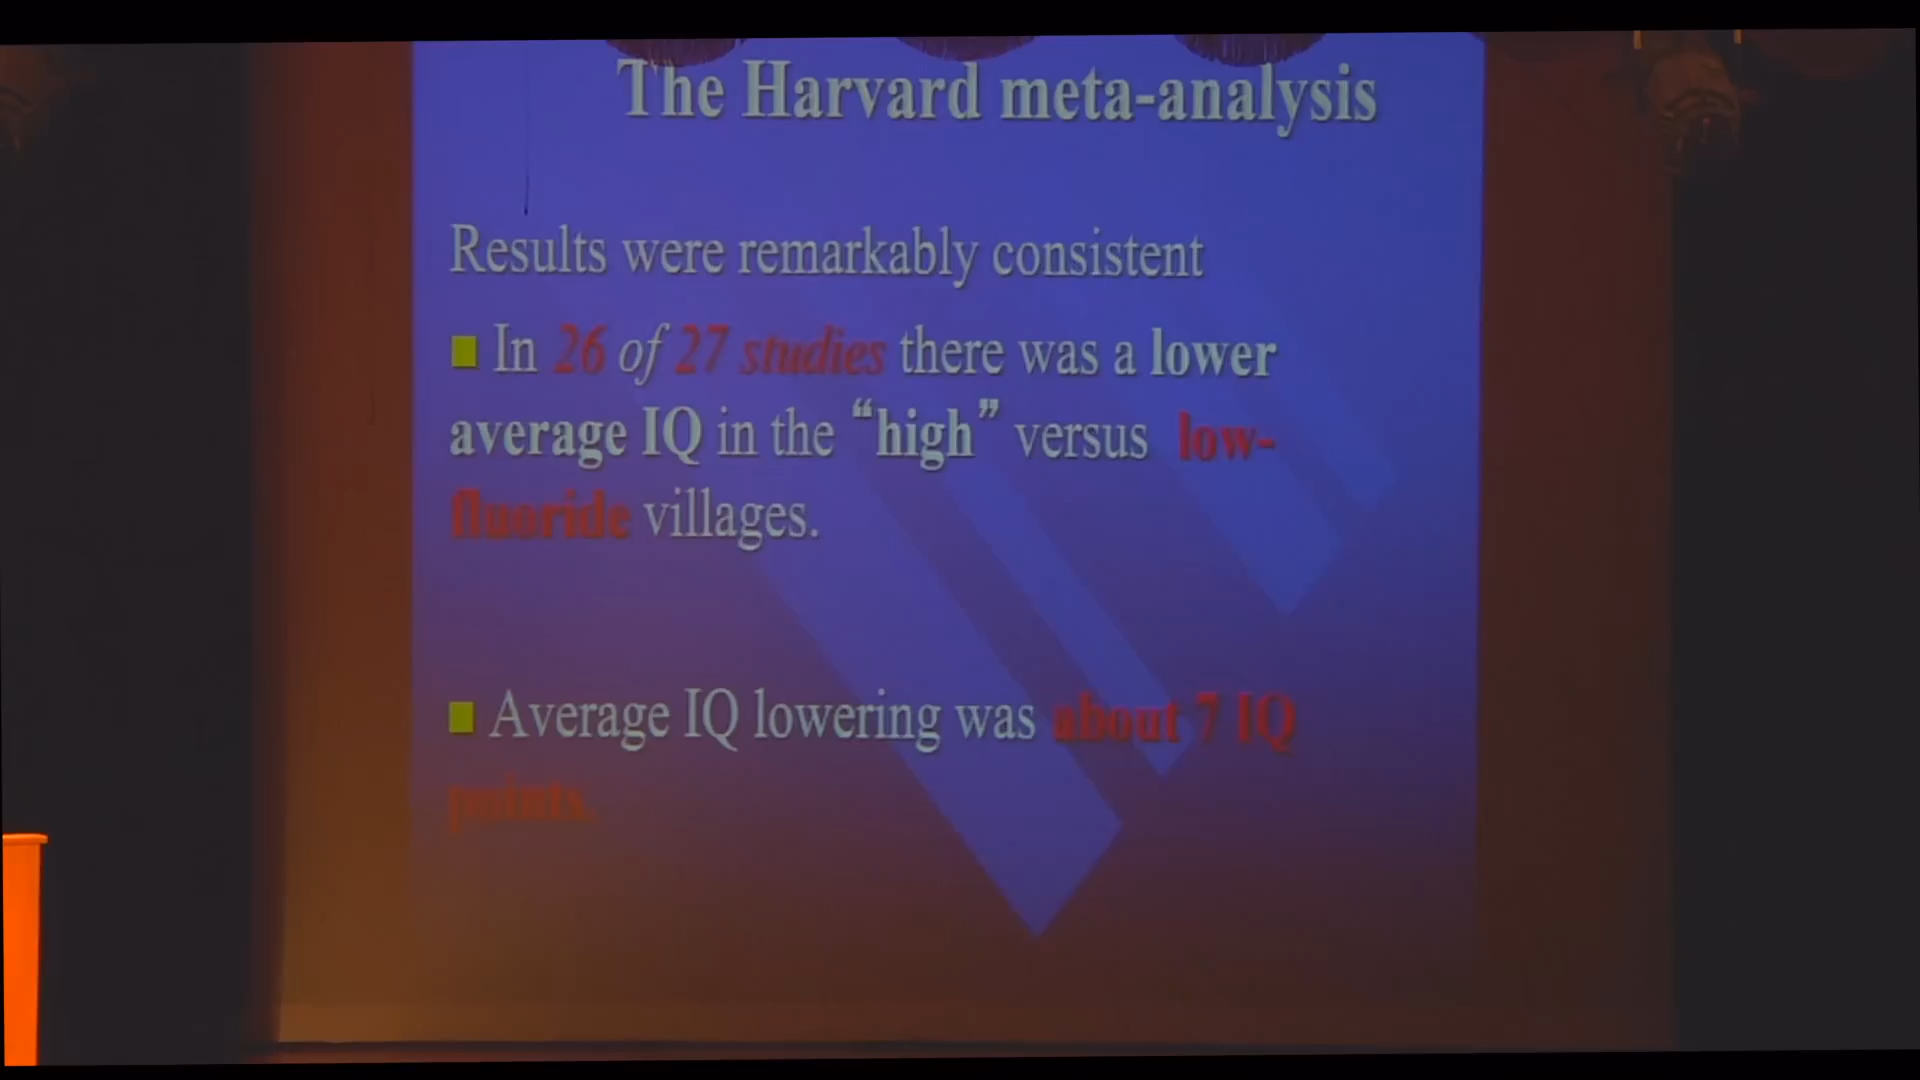 The Harvard meta-analysis
Results were remarkably consistent
In 26 of 27 studies there was a lower
average IQ in the “high” versus low-
fluoride villages.
Average IQ lowering was about 7 IQ
points.